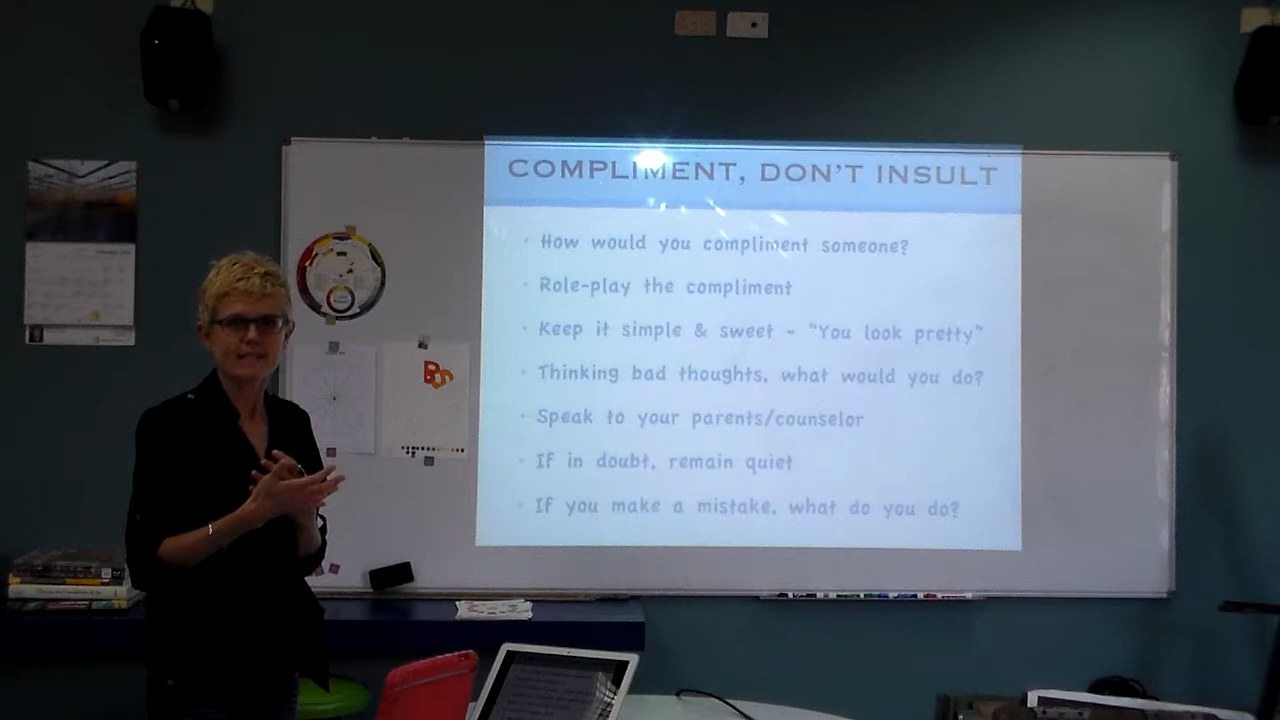 COMPLIMENT, DON'T INSULT
• How would you compliment someone?
• Role-play the compliment
• Keep it simple & sweet - "You look pretty"
• Thinking bad thoughts, what would you do?
• Speak to your parents/counselor
• If in doubt, remain quiet
• If you make a mistake, what do you do?